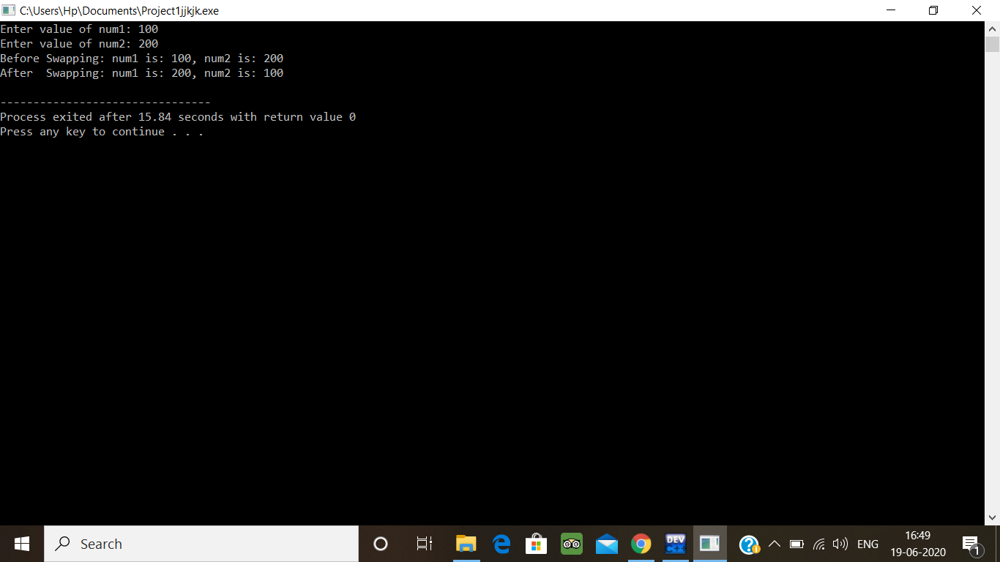 C:\Users\Hp\Documents\Project1jjkjk.exe
Enter value of num1: 100
Enter value of num2: 200
Before Swapping: num1 is: 100, num2 is: 200
After  Swapping: num1 is: 200, num2 is: 100
--------------------------------
Process exited after 15.84 seconds with return value 0
Press any key to continue . . .
Search
DEV
C++
?
ENG
16:49
19-06-2020
1